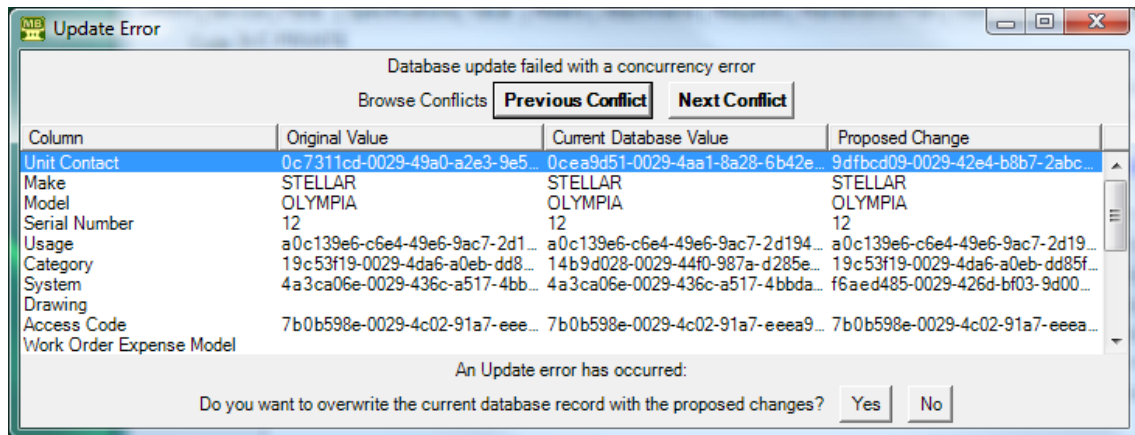 MB
Update Error
Database update failed with a concurrency error
Browse Conflicts Previous Conflict Next Conflict
Column Original Value Current Database Value Proposed Change
Unit Contact 0c7311cd-0029-49a0-a2e3-9e5... 0cea9d51-0029-4aa1-8a28-6b42e... 9dfbcd09-0029-42e4-b8b7-2abc...
Make STELLAR STELLAR STELLAR
Model OLYMPIA OLYMPIA OLYMPIA
Serial Number 12 12 12
Usage a0c139e6-c6e4-49e6-9ac7-2d1... a0c139e6-c6e4-49e6-9ac7-2d194... a0c139e6-c6e4-49e6-9ac7-2d19...
Category 19c53f19-0029-4da6-a0eb-dd8... 14b9d028-0029-44f0-987a-d285e... 19c53f19-0029-4da6-a0eb-dd85f...
System 4a3ca06e-0029-436c-a517-4bb... 4a3ca06e-0029-436c-a517-4bbda... f6aed485-0029-426d-bf03-9d00...
Drawing
Access Code 7b0b598e-0029-4c02-91a7-eee... 7b0b598e-0029-4c02-91a7-eeea9... 7b0b598e-0029-4c02-91a7-eeea...
Work Order Expense Model
An Update error has occurred:
Do you want to overwrite the current database record with the proposed changes? Yes No